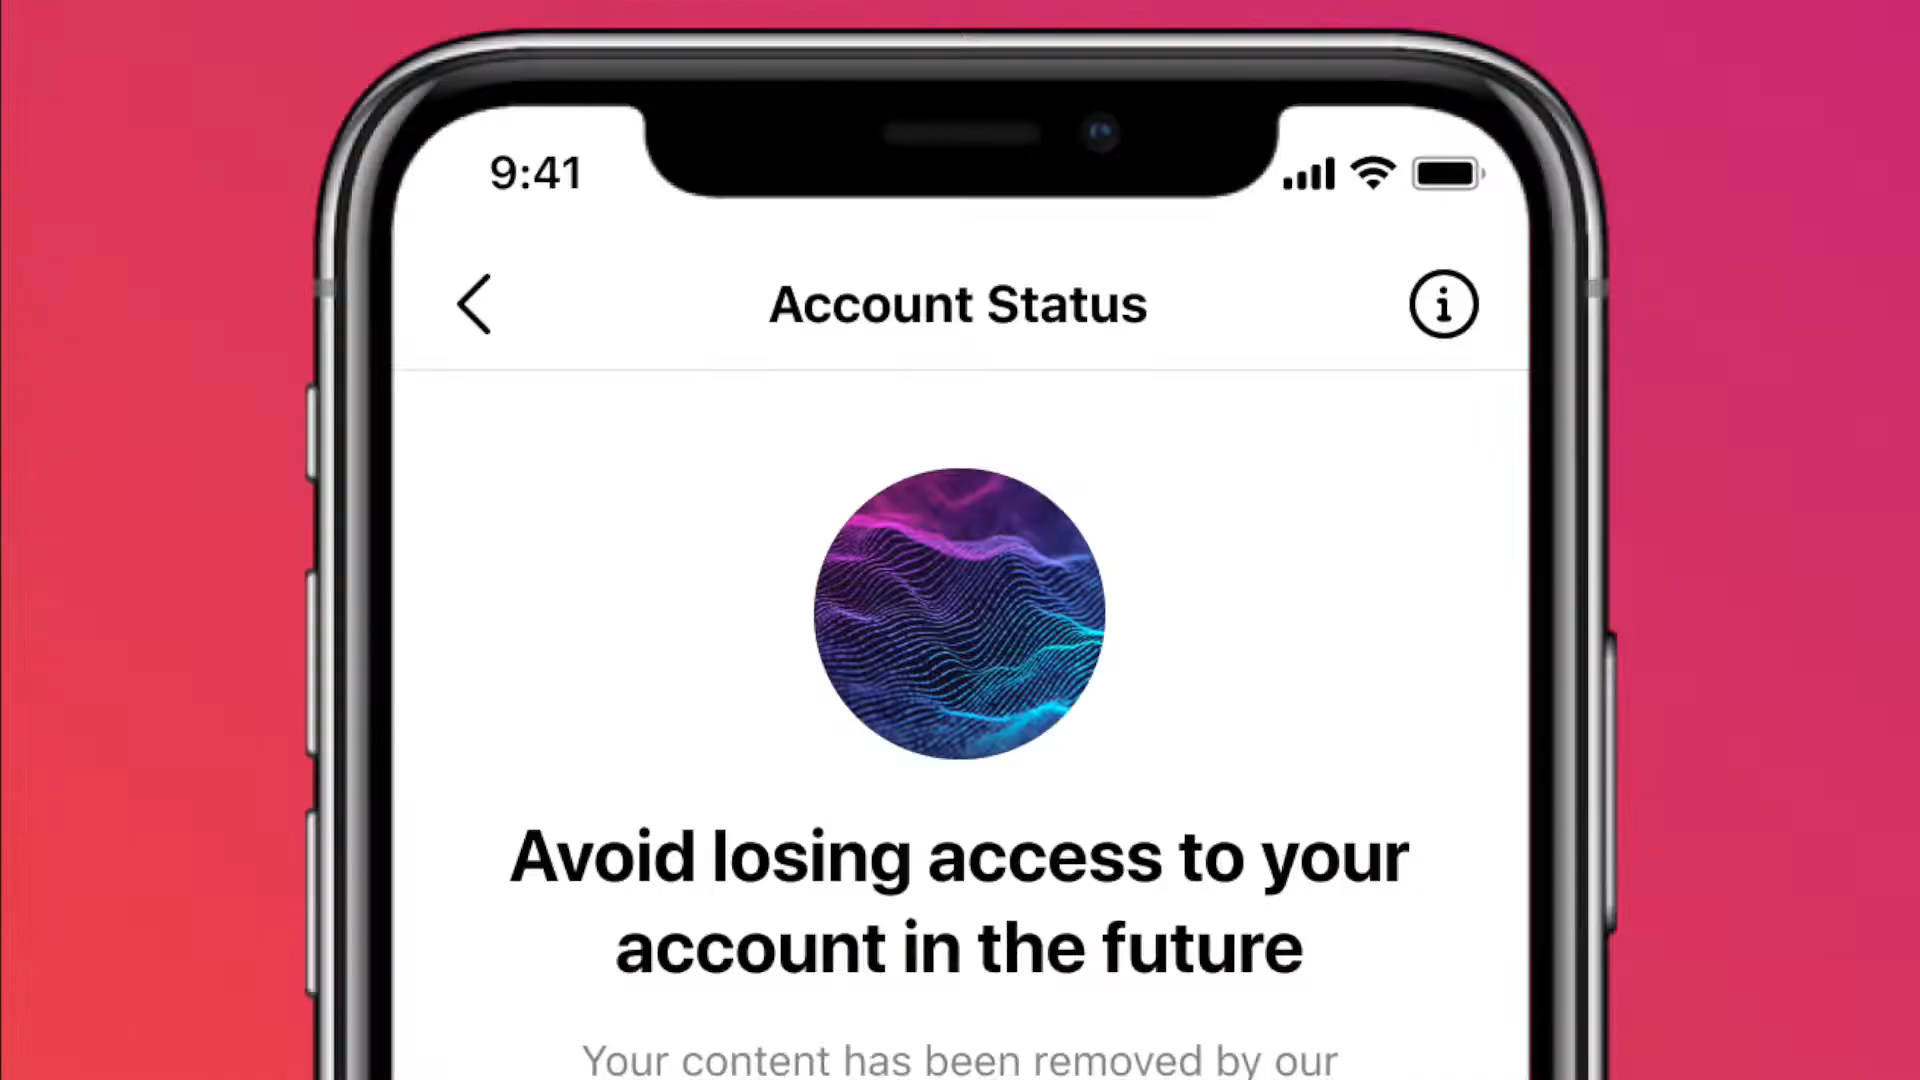 9:41
Account Status
Avoid losing access to your
account in the future
Your content has been removed by our